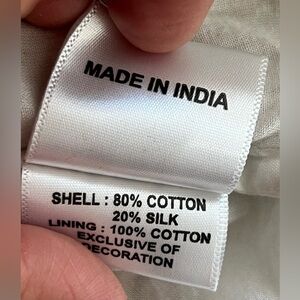 MADE IN INDIA
SHELL : 80% COTTON
20% SILK
LINING : 100% COTTON
EXCLUSIVE OF
DECORATION